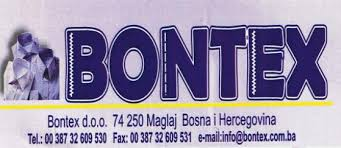 BONTEX
Bontex d.o.o. 74 250 Maglaj Bosna i Hercegovina
Tel.: 00 387 32 609 530 Fax: 00 387 32 609 531 e-mail:info@bontex.com.ba